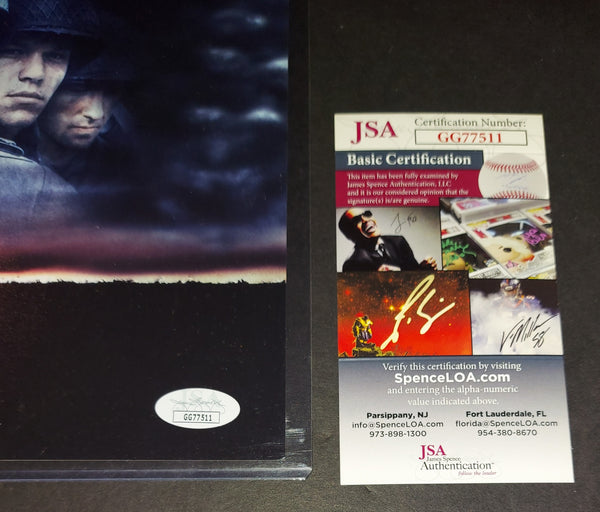 JSA
Certification Number:
GG77511
Basic Certification
This item has been fully examined by
James Spence Authentication, LLC
and it is our considered opinion that the
signature(s) is/are genuine.
Verify this certification by visiting
SpenceLOA.com
and entering the alpha-numeric
value indicated above.
Parsippany, NJ
info@SpenceLOA.com
973-898-1300
Fort Lauderdale, FL
florida@SpenceLOA.com
954-380-8670
JSA
James Spence
Authentication
follow the leader
GG77511